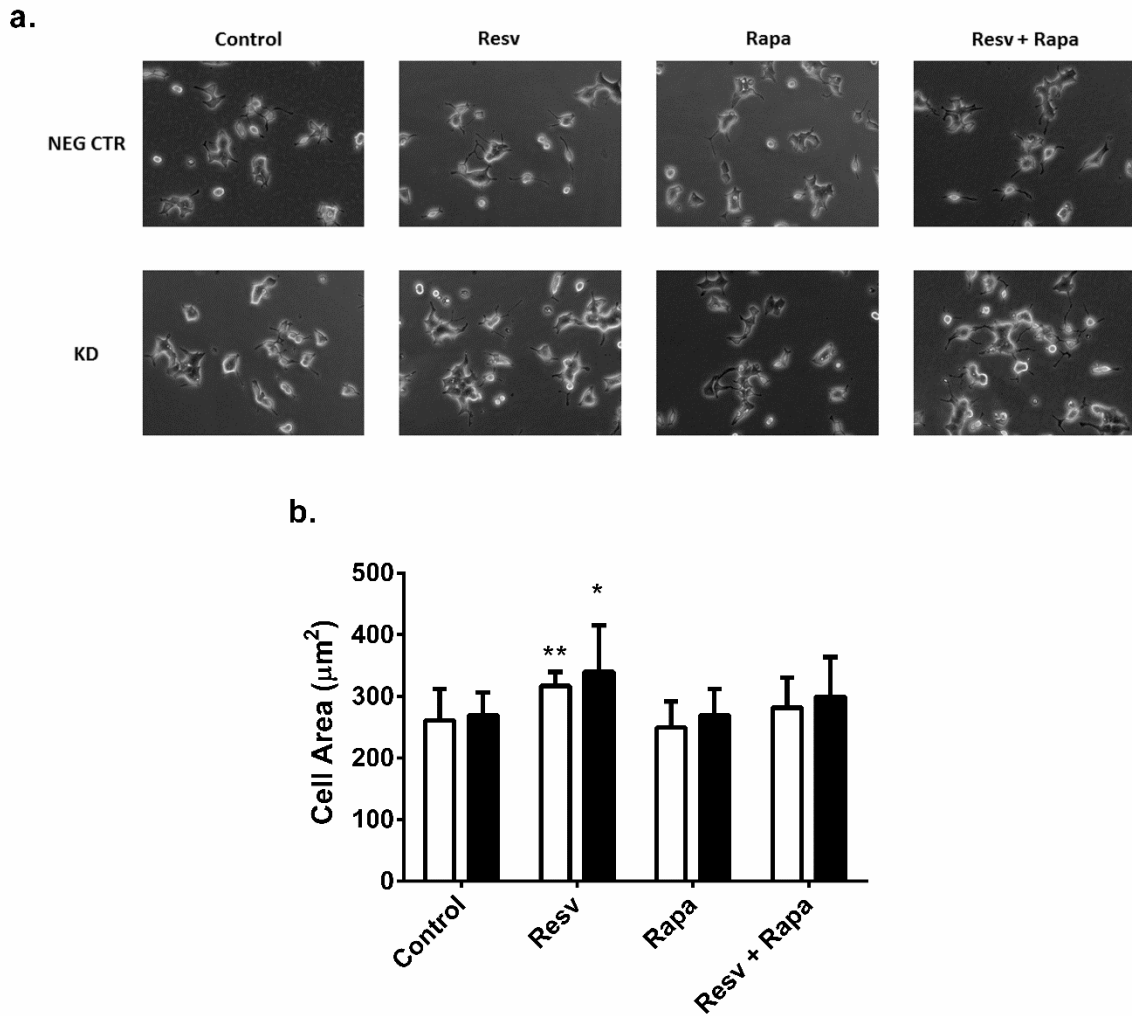 a.
Control Resv Rapa Resv + Rapa
NEG CTR
KD
b.
500
400
300
200
100
0
Cell Area (μm²)
** *
Control Resv Rapa Resv + Rapa